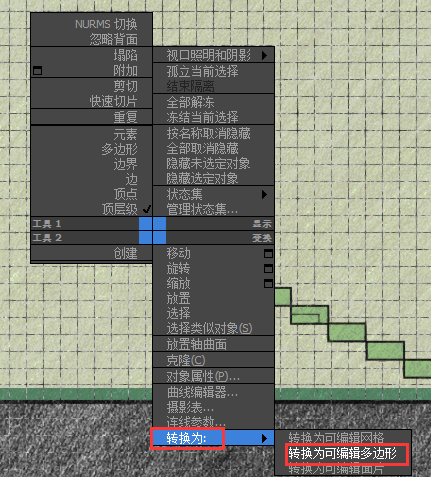 NURMS 切换
忽略背面
塌陷
附加
剪切
快速切片
重复
元素
多边形
边界
边
顶点
顶层级
工具 1
工具 2
创建
视口照明和阴影
孤立当前选择
结束隔离
全部解冻
冻结当前选择
按名称取消隐藏
全部取消隐藏
隐藏未选定对象
隐藏选定对象
状态集
管理状态集...
显示
变换
移动
旋转
缩放
放置
选择
选择类似对象(S)
放置轴曲面
克隆(C)
对象属性(P)...
曲线编辑器...
摄影表...
连线参数...
转换为:
转换为可编辑网格
转换为可编辑多边形
转换为可编辑面片